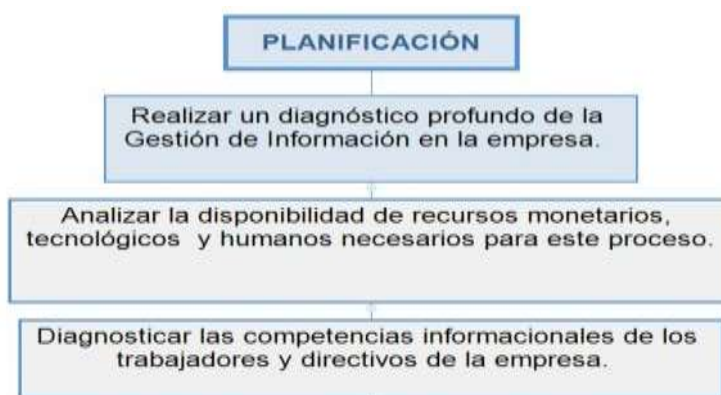 PLANIFICACIÓN
Realizar un diagnóstico profundo de la
Gestión de Información en la empresa.
Analizar la disponibilidad de recursos monetarios,
tecnológicos y humanos necesarios para este proceso.
Diagnosticar las competencias informacionales de los
trabajadores y directivos de la empresa.